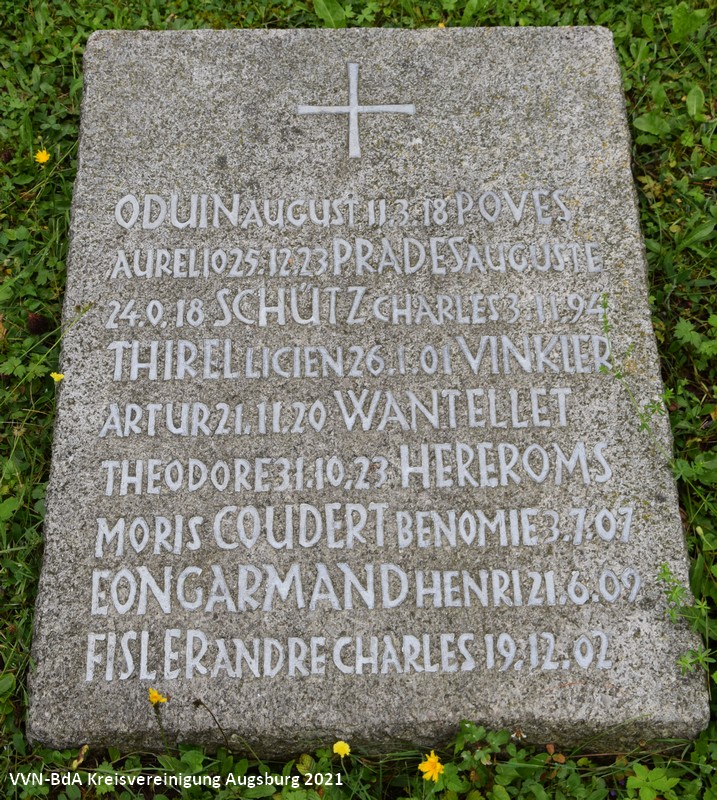 ODUIN AUGUST 11.3.18 POVES
AURELIO 25.12.23 PRADES AUGUSTE
24.0.18 SCHÜTZ CHARLES 3.11.94
THIREL LICIEN 26.1.01 VINKLER
ARTUR 21.11.20 WANTELLET
THEODORE 31.10.23 HEREROMS
MORIS COUDERT BENOMIE 3.7.07
EONGARMAND HENRI 21.6.09
FISLER ANDRE CHARLES 19.12.02
VVN-BdA Kreisvereinigung Augsburg 2021